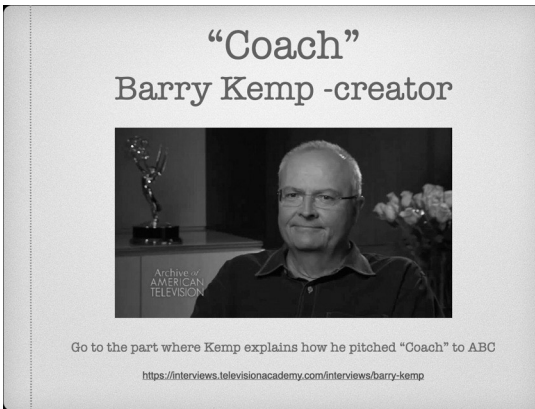 “Coach”
Barry Kemp -creator
Archive of
AMERICAN
TELEVISION
Go to the part where Kemp explains how he pitched “Coach” to ABC
https://interviews.televisionacademy.com/interviews/barry-kemp